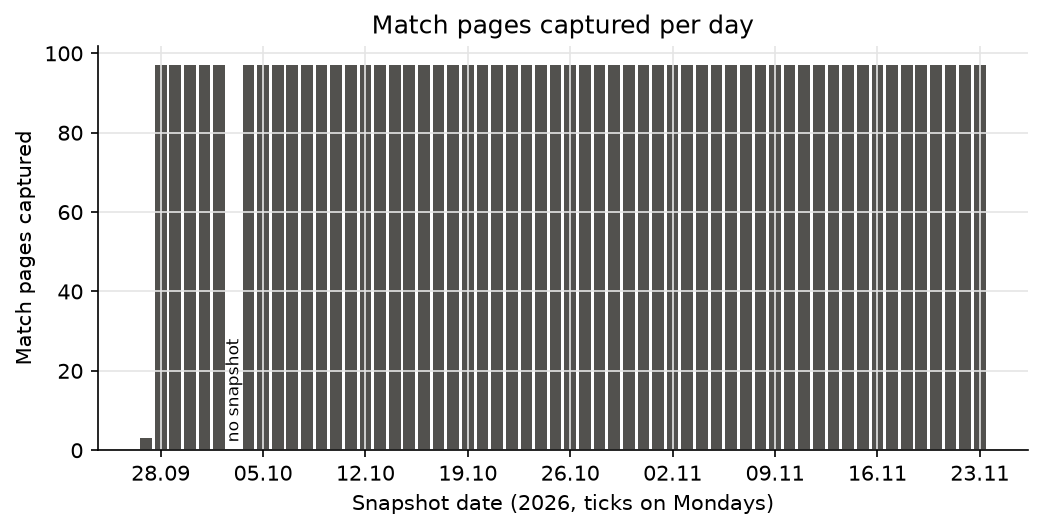 Match pages captured per day
Match pages captured
100
80
60
40
20
0
no snapshot
28.09 05.10 12.10 19.10 26.10 02.11 09.11 16.11 23.11
Snapshot date (2026, ticks on Mondays)